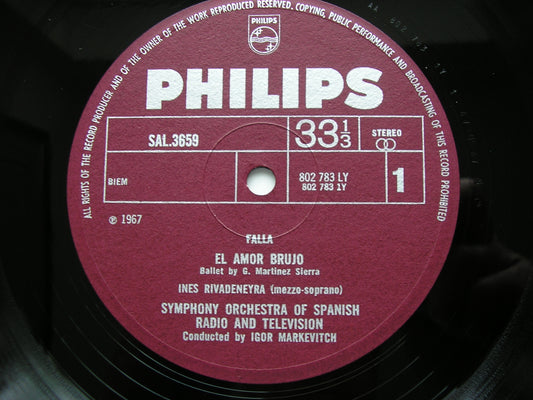 ALL RIGHTS OF THE RECORD PRODUCER AND OF THE OWNER OF THE WORK REPRODUCED RESERVED. COPYING, PUBLIC PERFORMANCE AND BROADCASTING OF THIS RECORD PROHIBITED
PHILIPS
PHILIPS
SAL.3659
33 1/3
STEREO
BIEM
802 783 LY
802 783 1Y
1
℗ 1967
FALLA
EL AMOR BRUJO
Ballet by G. Martinez Sierra
INES RIVADENEYRA (mezzo-soprano)
SYMPHONY ORCHESTRA OF SPANISH
RADIO AND TELEVISION
Conducted by IGOR MARKEVITCH